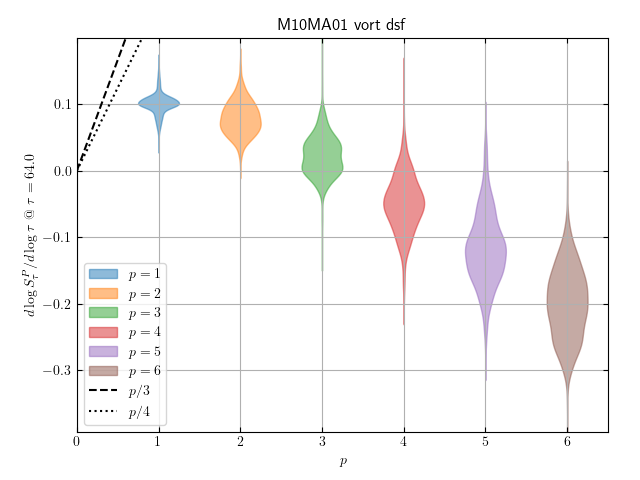 M10MA01 vort dsf
d log S_τ^p / d log τ @ τ = 64.0
0.1
0.0
−0.1
−0.2
−0.3
p = 1
p = 2
p = 3
p = 4
p = 5
p = 6
p/3
p/4
0 1 2 3 4 5 6
p